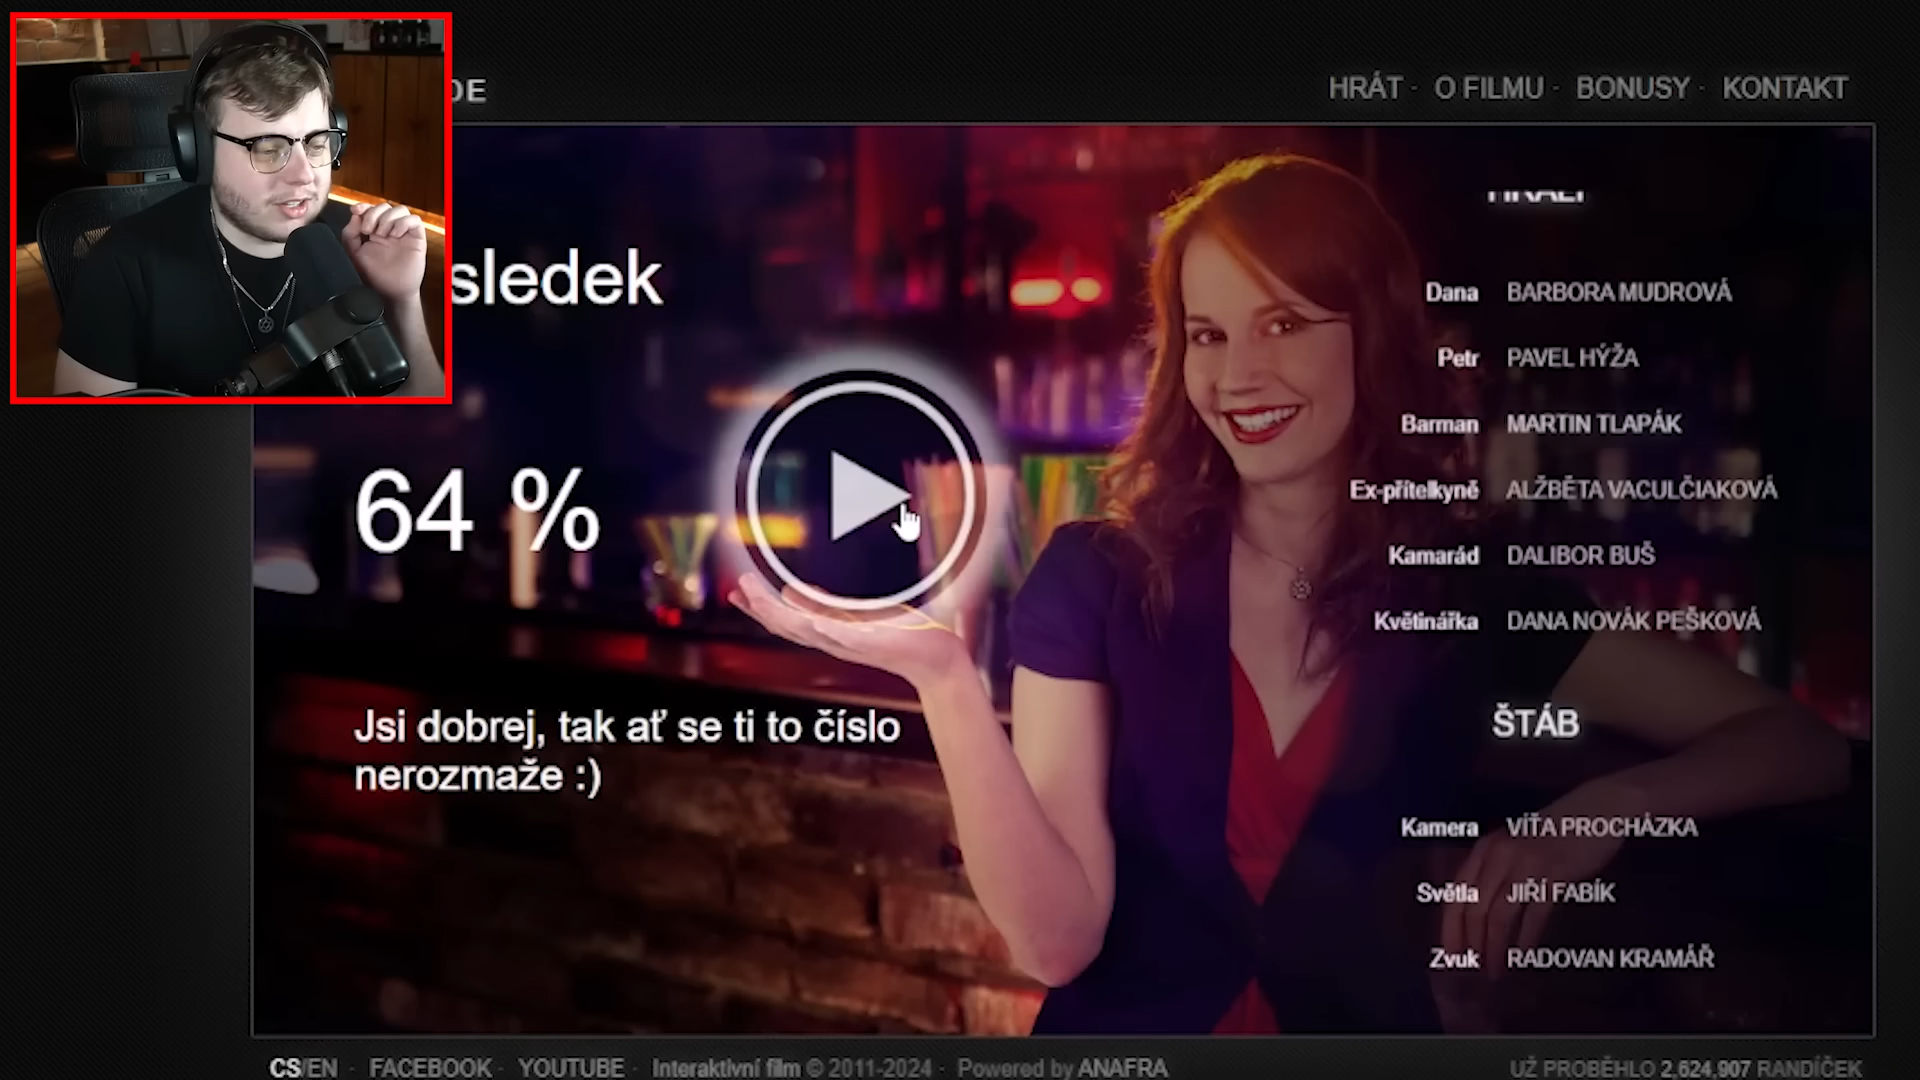 DE
HRÁT · O FILMU · BONUSY · KONTAKT
sledek
64 %
Jsi dobrej, tak ať se ti to číslo
nerozmaže :)
HRÁLI
Dana BARBORA MUDROVÁ
Petr PAVEL HÝŽA
Barman MARTIN TLAPÁK
Ex-přítelkyně ALŽBĚTA VACULČIAKOVÁ
Kamarád DALIBOR BUŠ
Květinářka DANA NOVÁK PEŠKOVÁ
ŠTÁB
Kamera VÍŤA PROCHÁZKA
Světla JIŘÍ FABÍK
Zvuk RADOVAN KRAMÁŘ
CS/EN · FACEBOOK · YOUTUBE · Interaktivní film © 2011-2024 · Powered by ANAFRA
UŽ PROBĚHLO 2,624,907 RANDÍČEK